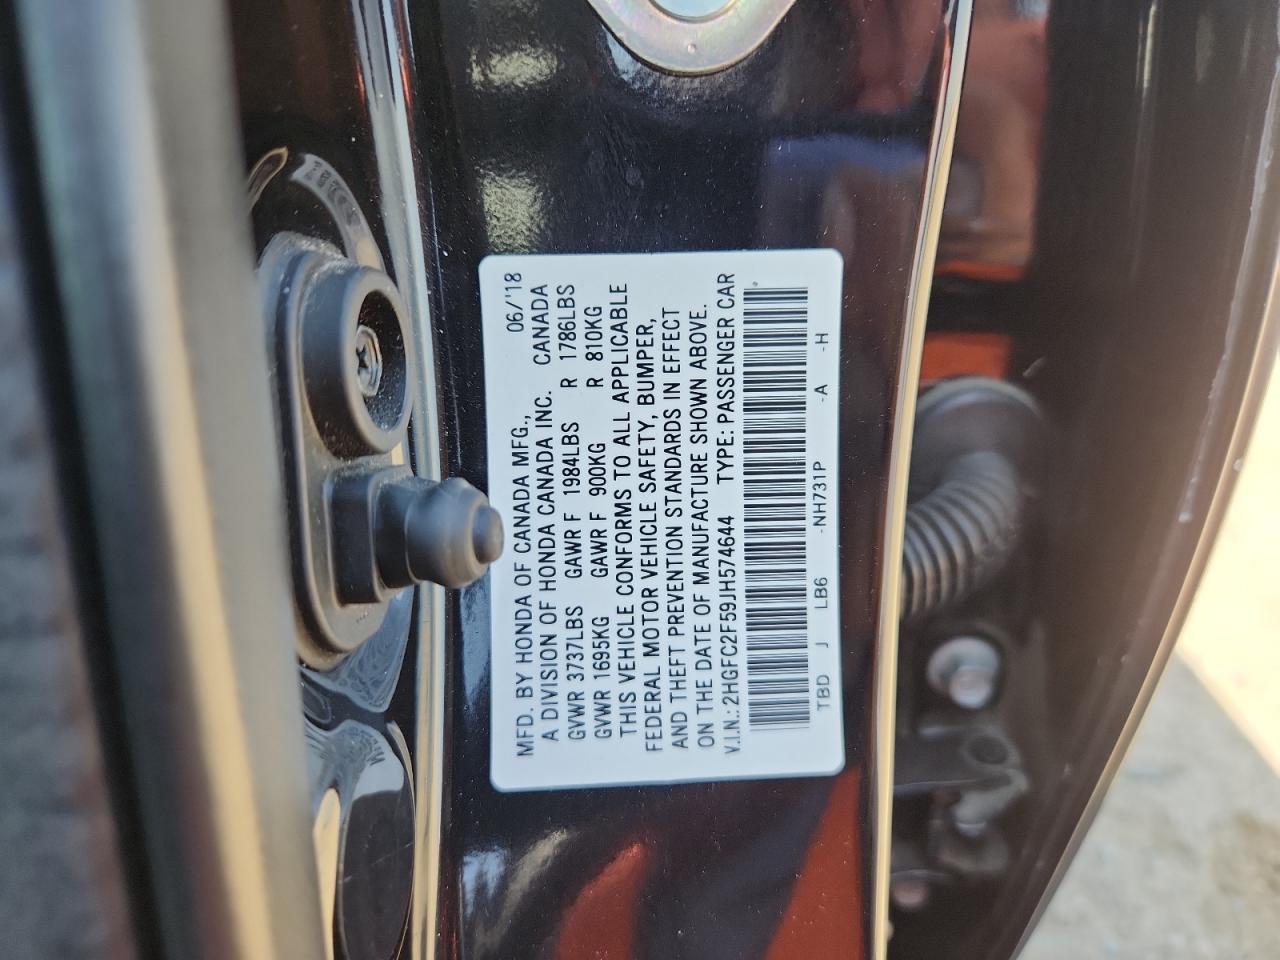 MFD. BY HONDA OF CANADA MFG., 06/'18
A DIVISION OF HONDA CANADA INC. CANADA
GVWR 3737LBS GAWR F 1984LBS R 1786LBS
GVWR 1695KG GAWR F 900KG R 810KG
THIS VEHICLE CONFORMS TO ALL APPLICABLE
FEDERAL MOTOR VEHICLE SAFETY, BUMPER,
AND THEFT PREVENTION STANDARDS IN EFFECT
ON THE DATE OF MANUFACTURE SHOWN ABOVE.
V.I.N.: 2HGFC2F59JH574644 TYPE: PASSENGER CAR
TBD J LB6 -NH731P -A -H